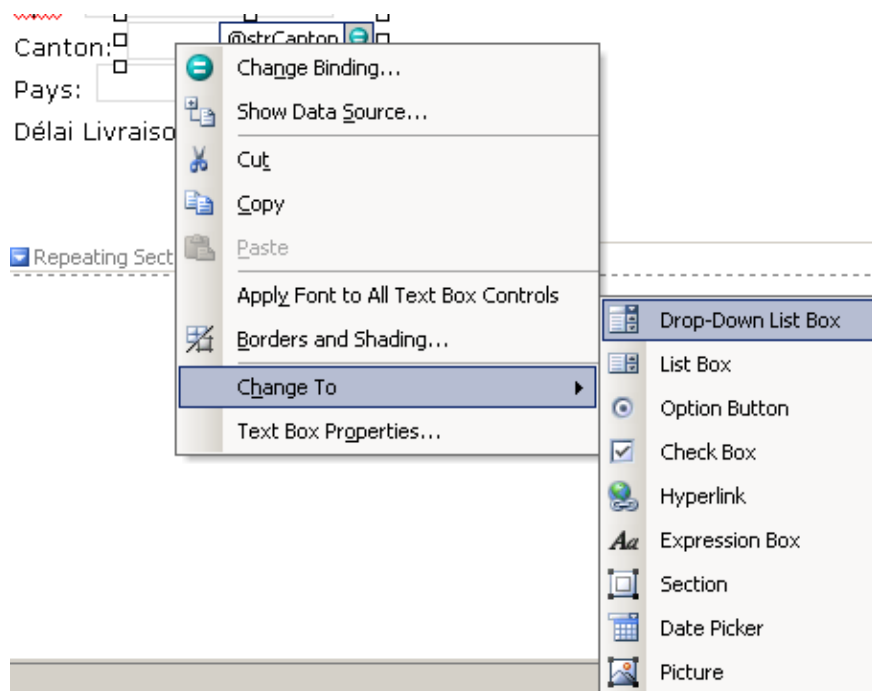 Canton:
@strCanton
Pays:
Délai Livraiso
Repeating Sect
Change Binding...
Show Data Source...
Cut
Copy
Paste
Apply Font to All Text Box Controls
Borders and Shading...
Change To
Text Box Properties...
Drop-Down List Box
List Box
Option Button
Check Box
Hyperlink
Aa
Expression Box
Section
Date Picker
Picture